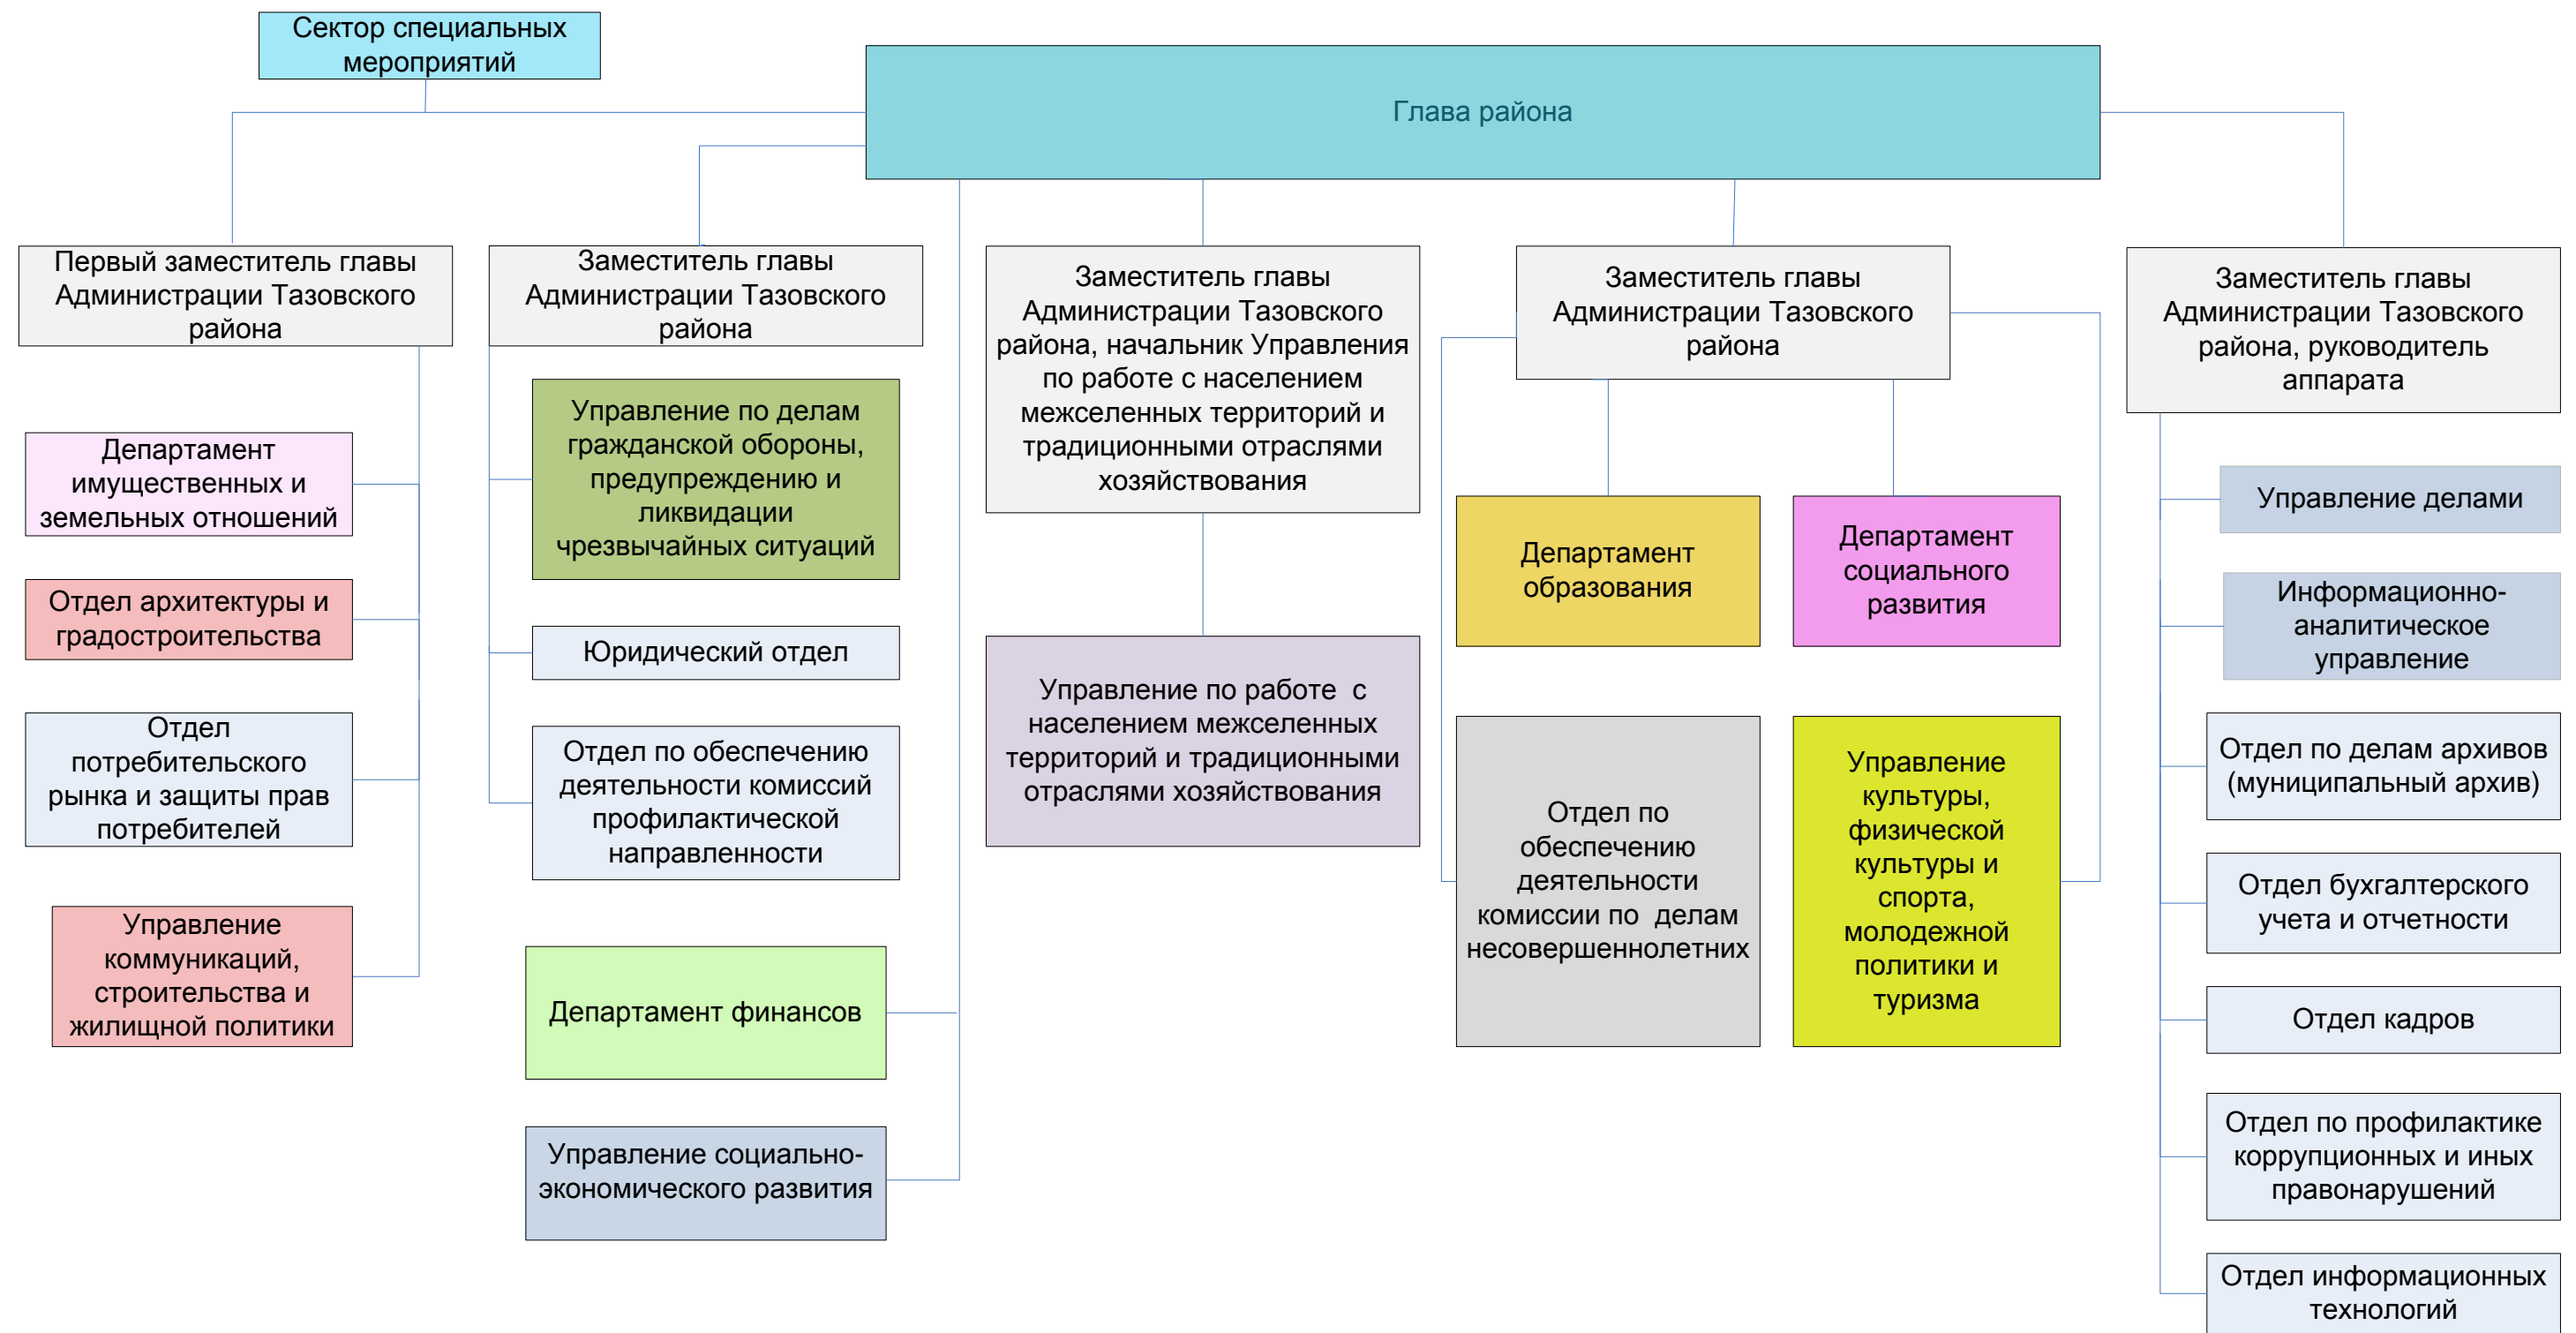 Сектор специальных
мероприятий
Глава района
Первый заместитель главы
Администрации Тазовского
района
Заместитель главы
Администрации Тазовского
района
Заместитель главы
Администрации Тазовского
района, начальник Управления
по работе с населением
межселенных территорий и
традиционными отраслями
хозяйствования
Заместитель главы
Администрации Тазовского
района
Заместитель главы
Администрации Тазовского
района, руководитель
аппарата
Департамент
имущественных и
земельных отношений
Отдел архитектуры и
градостроительства
Отдел
потребительского
рынка и защиты прав
потребителей
Управление
коммуникаций,
строительства и
жилищной политики
Управление по делам
гражданской обороны,
предупреждению и
ликвидации
чрезвычайных ситуаций
Юридический отдел
Отдел по обеспечению
деятельности комиссий
профилактической
направленности
Департамент финансов
Управление социально-
экономического развития
Управление по работе  с
населением межселенных
территорий и традиционными
отраслями хозяйствования
Департамент
образования
Департамент
социального
развития
Отдел по
обеспечению
деятельности
комиссии по  делам
несовершеннолетних
Управление
культуры,
физической
культуры и
спорта,
молодежной
политики и
туризма
Управление делами
Информационно-
аналитическое
управление
Отдел по делам архивов
(муниципальный архив)
Отдел бухгалтерского
учета и отчетности
Отдел кадров
Отдел по профилактике
коррупционных и иных
правонарушений
Отдел информационных
технологий